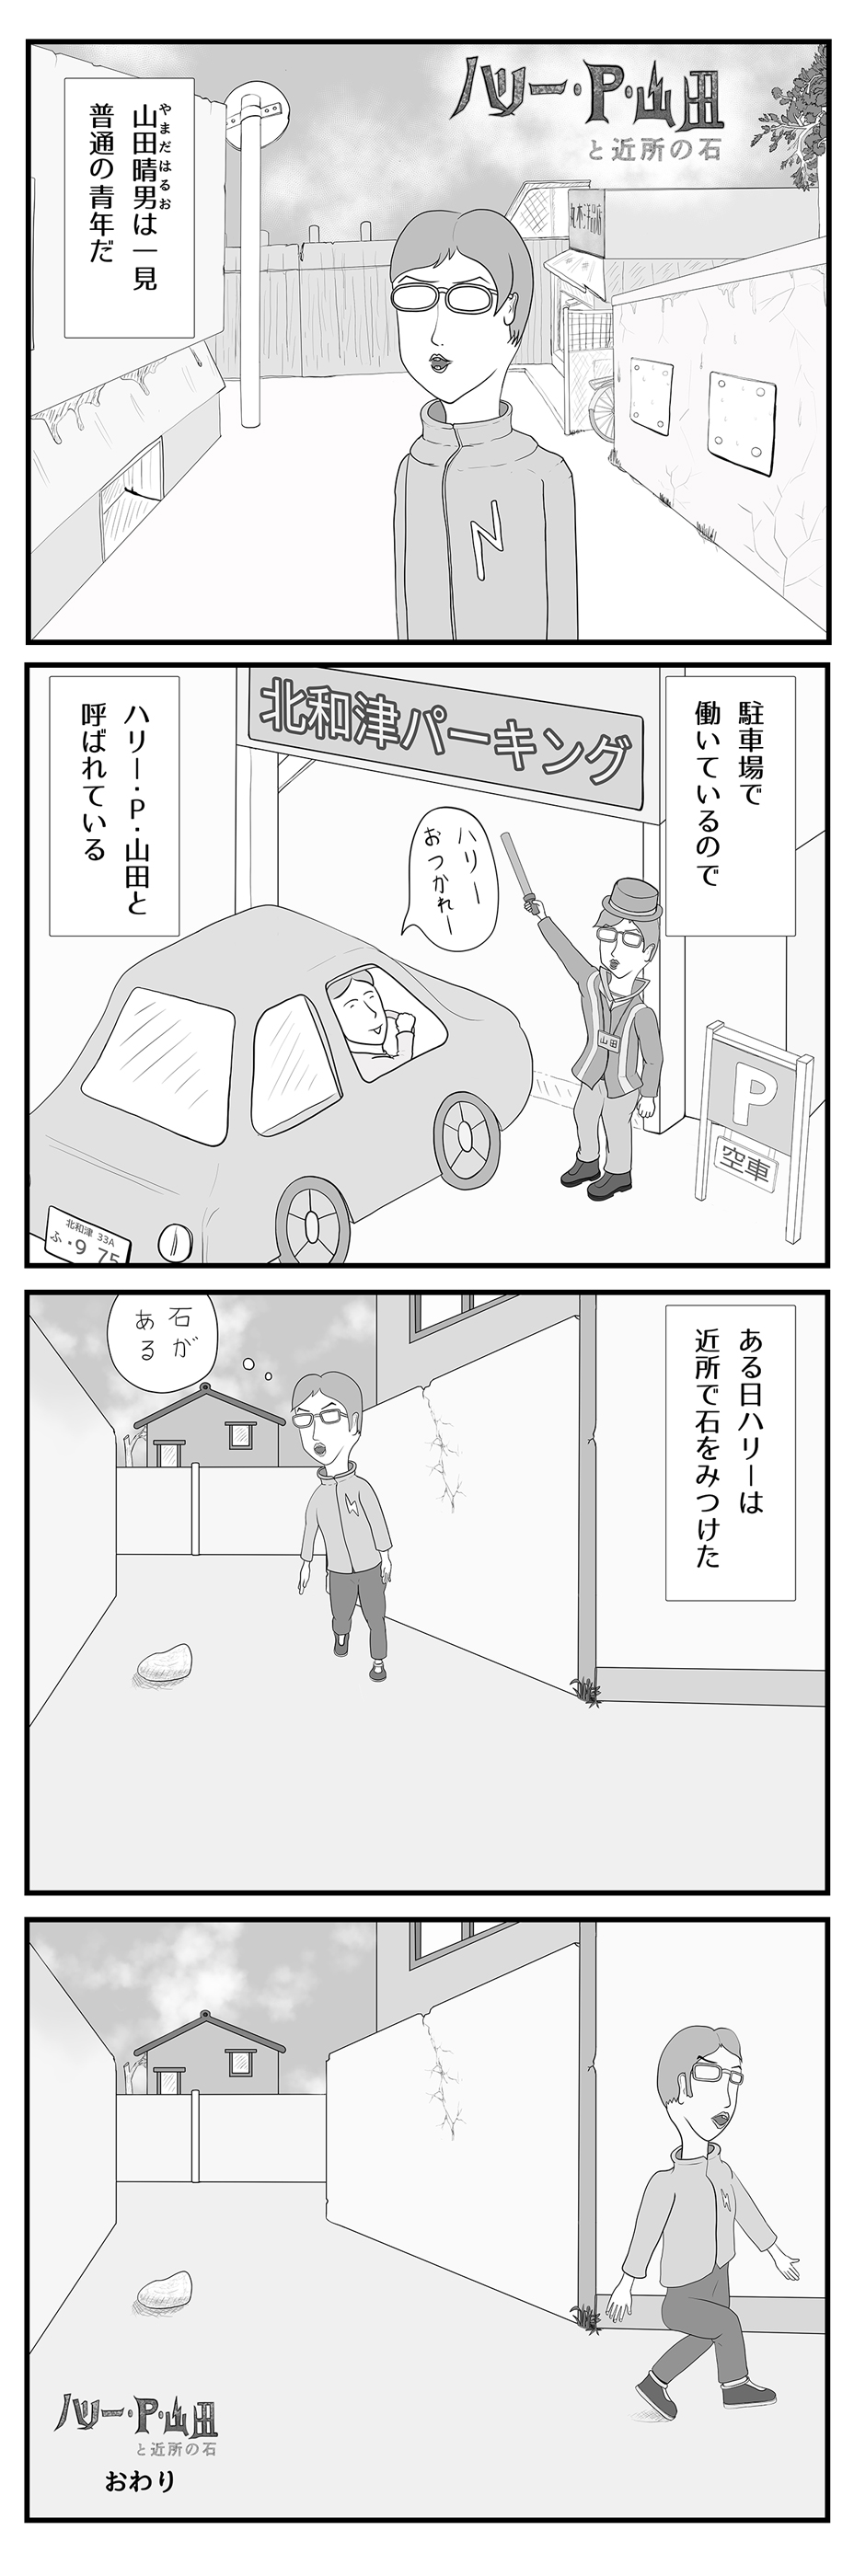 ハリー・P・山田
と近所の石
やまだはるお
山田晴男は一見
普通の青年だ
N
駐車場で
働いているので
北和津パーキング
ハリー
おつかれー
ハリー・P・山田と
呼ばれている
山田
P
空車
北和津 33A
ふ ・9 75
ある日ハリーは
近所で石をみつけた
石が
ある
ハリー・P・山田
と近所の石
おわり